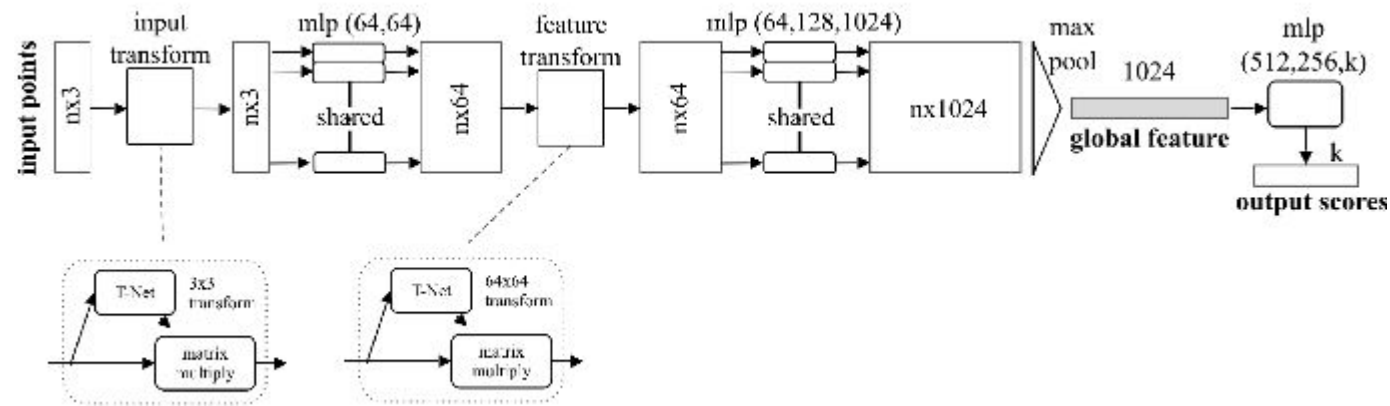 input points
nx3
input
transform
nx3
mlp (64,64)
shared
nx64
feature
transform
nx64
mlp (64,128,1024)
shared
nx1024
max
pool
1024
global feature
mlp
(512,256,k)
k
output scores
T-Net
3x3
transform
matrix
multiply
T-Net
64x64
transform
matrix
multiply